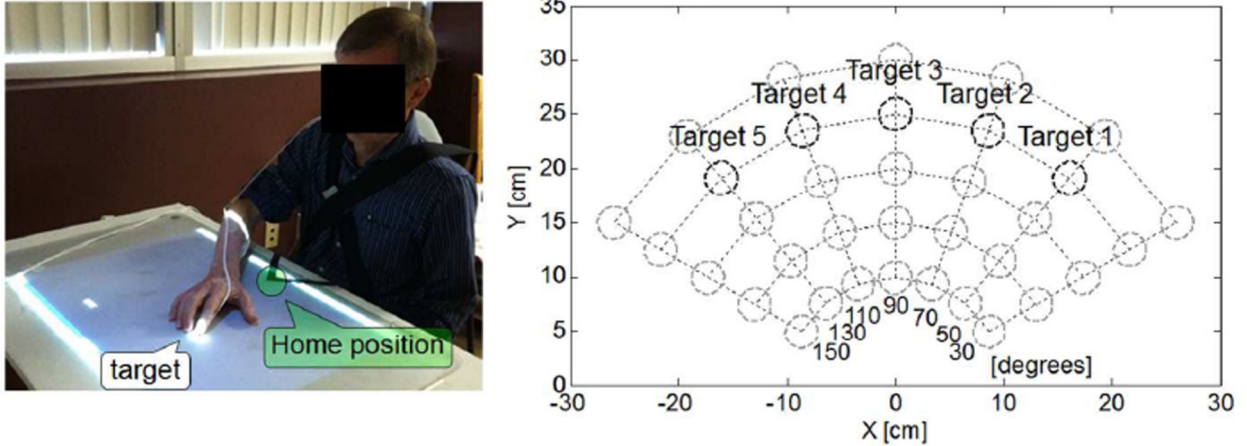 target
Home position
35
30
25
20
15
10
5
0
Y [cm]
Target 3
Target 4
Target 2
Target 5
Target 1
90
110
70
130
50
150
30
[degrees]
-30
-20
-10
0
10
20
30
X [cm]